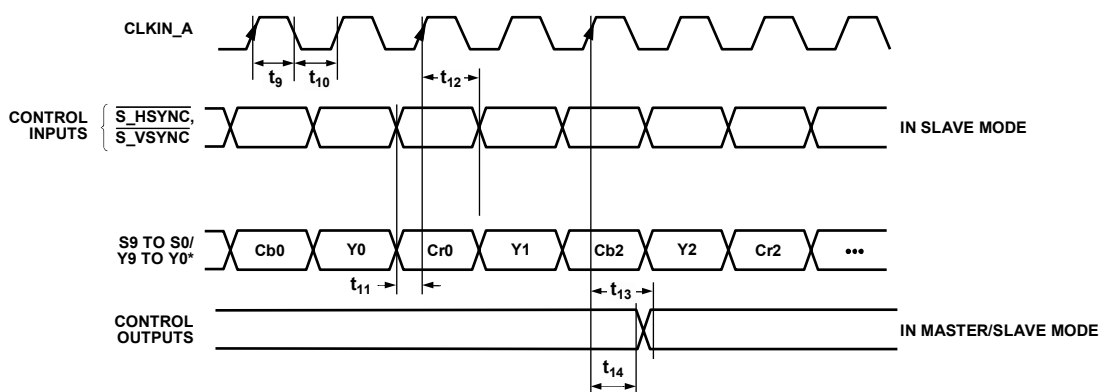 CLKIN_A
t9
t10
t12
CONTROL INPUTS
S_HSYNC,
S_VSYNC
IN SLAVE MODE
S9 TO S0/
Y9 TO Y0*
Cb0
Y0
Cr0
Y1
Cb2
Y2
Cr2
•••
t11
t13
CONTROL
OUTPUTS
IN MASTER/SLAVE MODE
t14